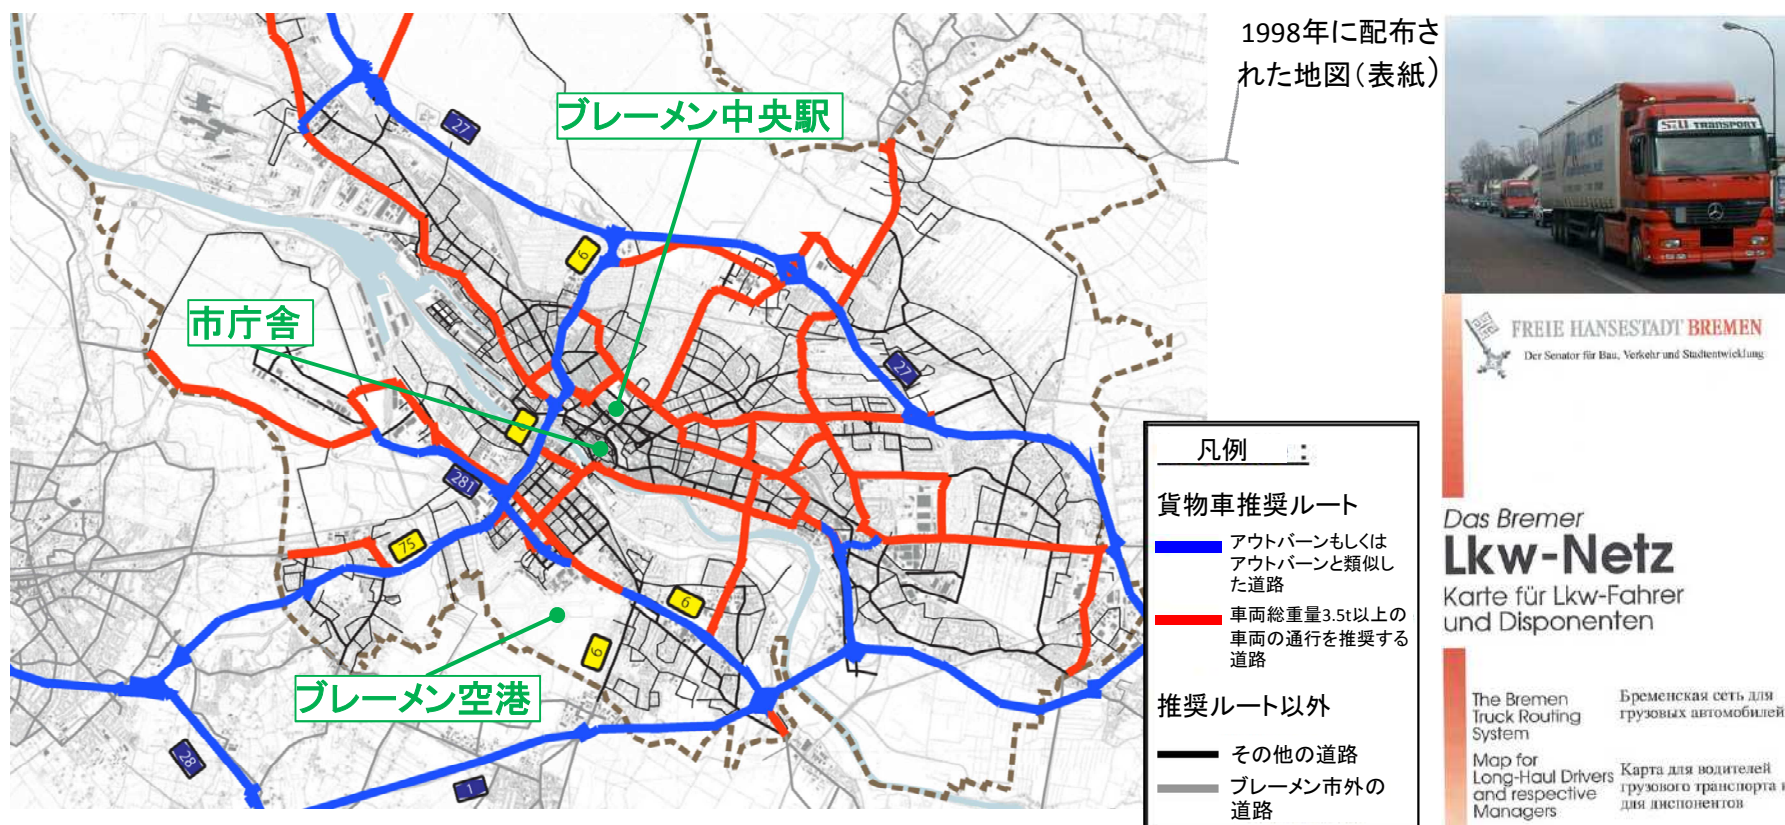 1998年に配布さ
れた地図(表紙)
ブレーメン中央駅
市庁舎
ブレーメン空港
27
6
27
6
281
75
6
6
28
1
凡例 :
貨物車推奨ルート
アウトバーンもしくは
アウトバーンと類似し
た道路
車両総重量3.5t以上の
車両の通行を推奨する
道路
推奨ルート以外
その他の道路
ブレーメン市外の
道路
TRANSPORT
FREIE HANSESTADT BREMEN
Der Senator für Bau, Verkehr und Stadtentwicklung
Das Bremer
Lkw-Netz
Karte für Lkw-Fahrer
und Disponenten
The Bremen
Truck Routing
System
Map for
Long-Haul Drivers
and respective
Managers
Бременская сеть для
грузовых автомобилей
Карта для водителей
грузового транспорта и
для диспонентов